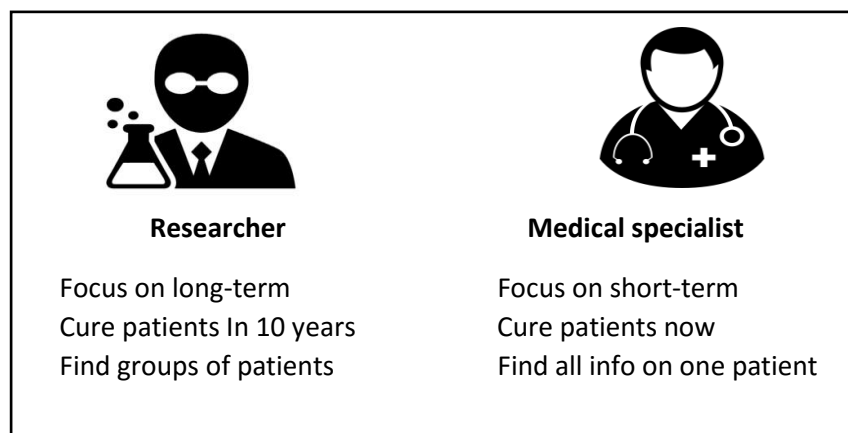 Researcher
Focus on long-term
Cure patients In 10 years
Find groups of patients
Medical specialist
Focus on short-term
Cure patients now
Find all info on one patient